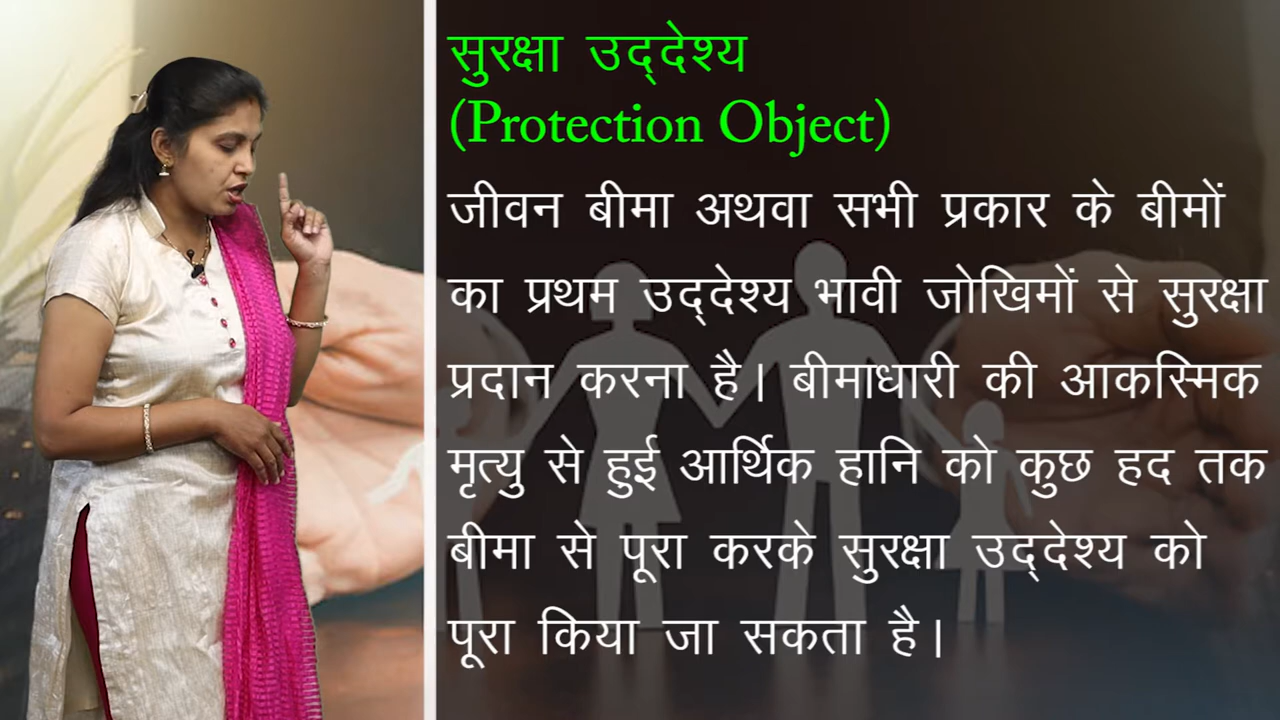 सुरक्षा उद्‌देश्य
(Protection Object)
जीवन बीमा अथवा सभी प्रकार के बीमों
का प्रथम उद्‌देश्य भावी जोखिमों से सुरक्षा
प्रदान करना है। बीमाधारी की आकस्मिक
मृत्यु से हुई आर्थिक हानि को कुछ हद तक
बीमा से पूरा करके सुरक्षा उद्‌देश्य को
पूरा किया जा सकता है।